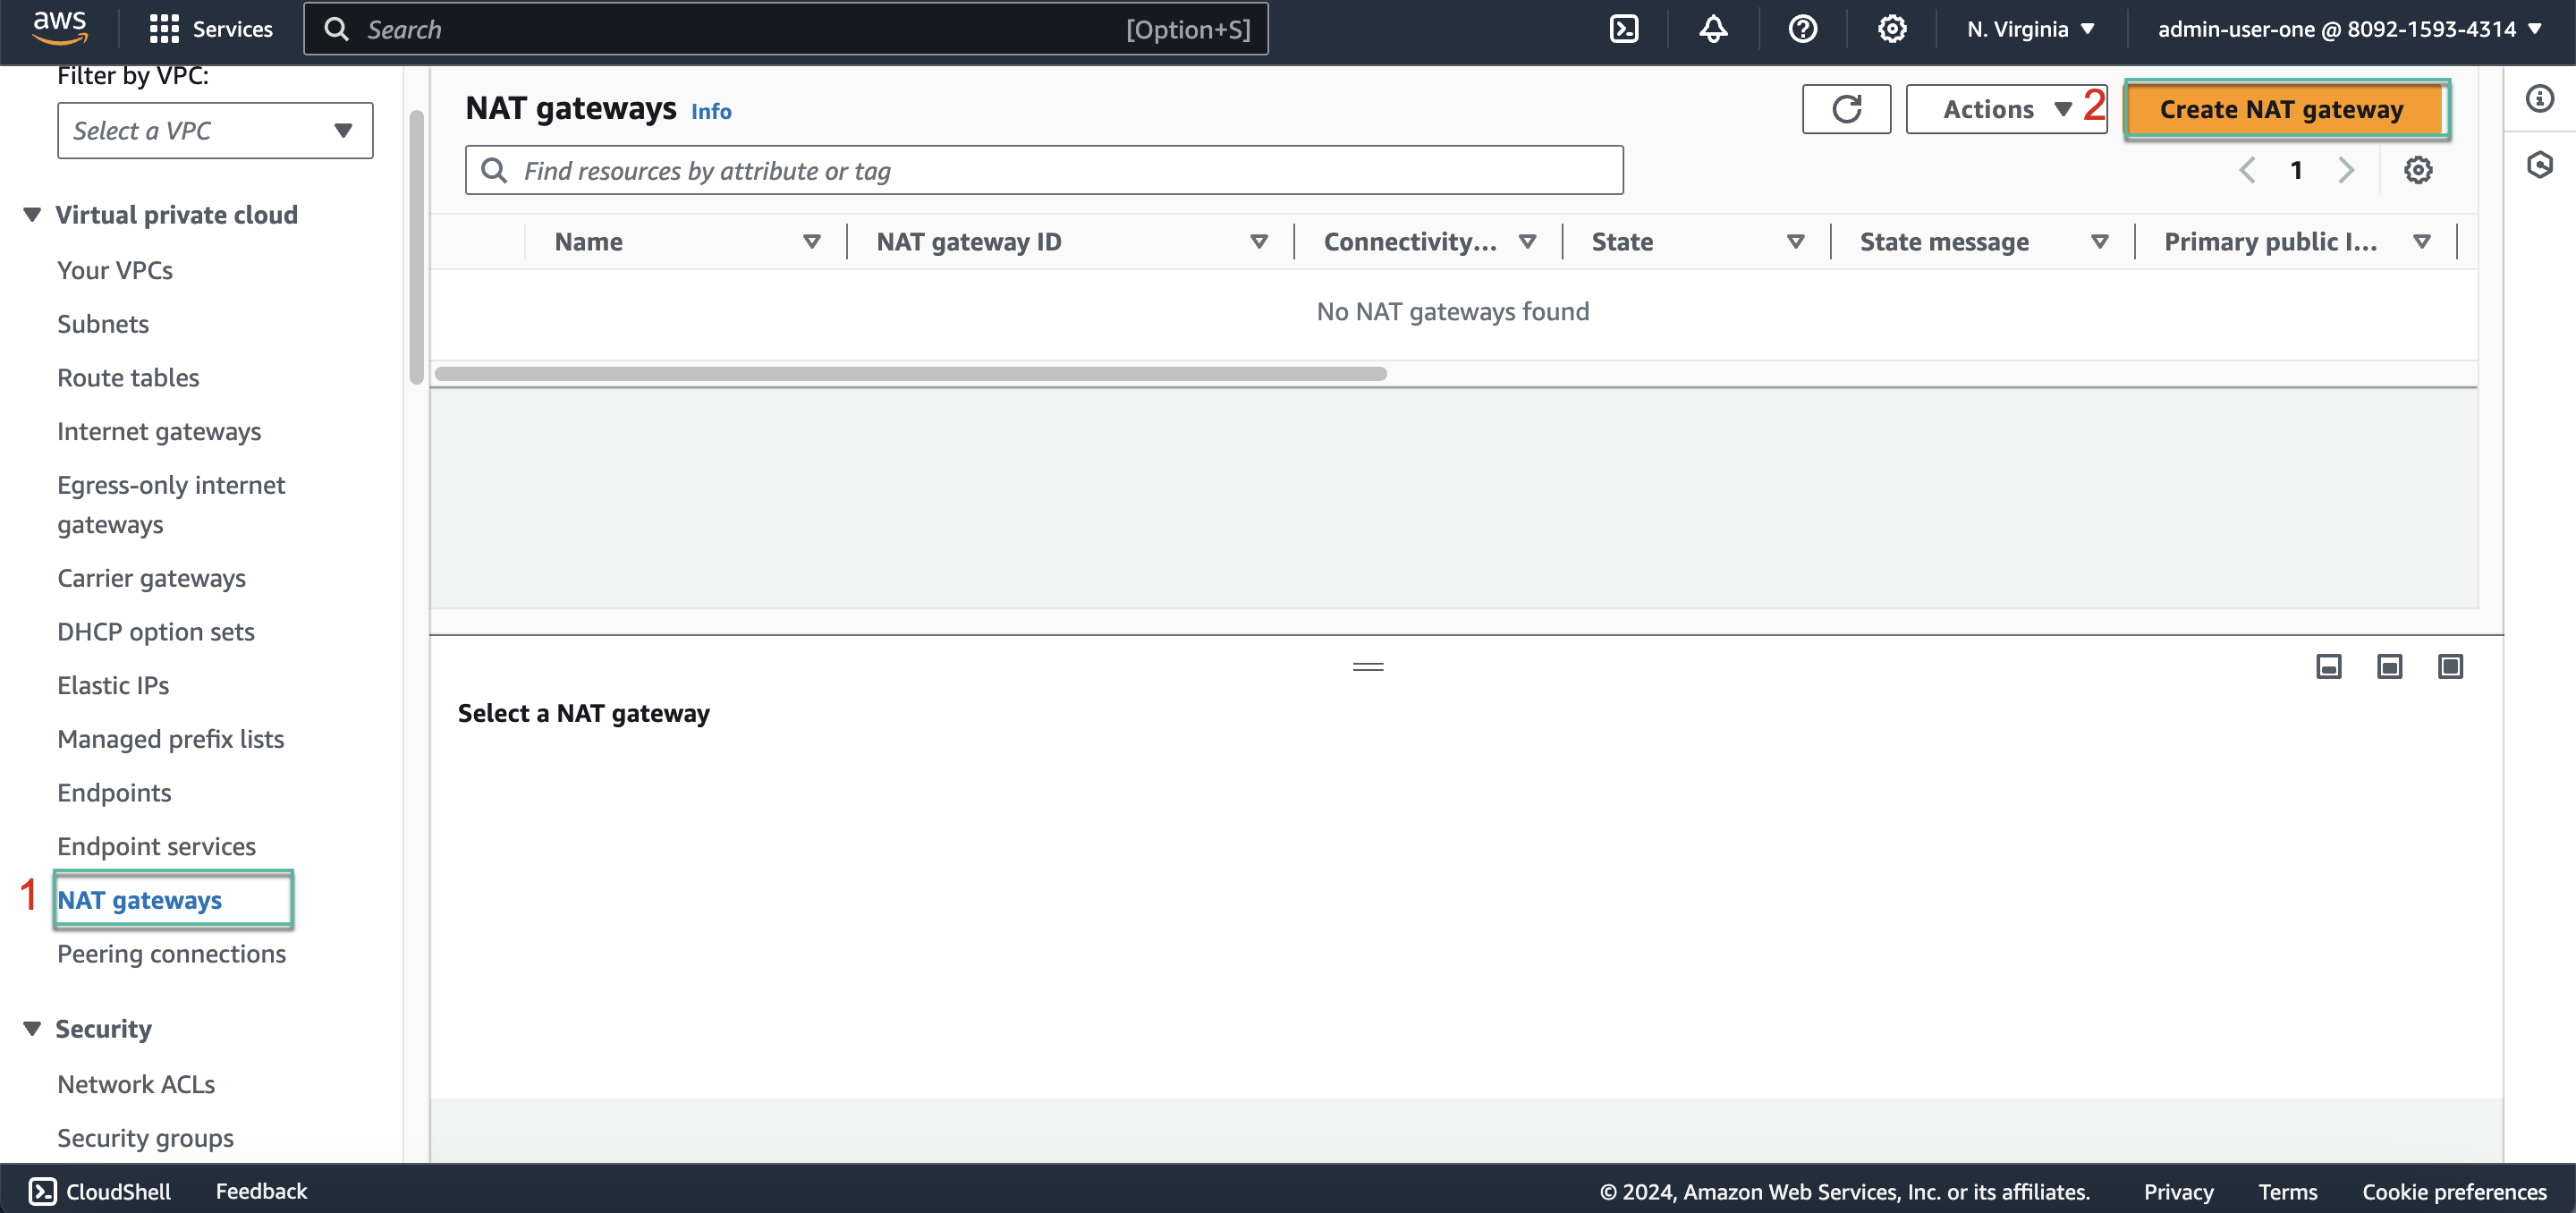 aws
Services
Search
[Option+S]
N. Virginia
admin-user-one @ 8092-1593-4314
Filter by VPC:
Select a VPC
Virtual private cloud
Your VPCs
Subnets
Route tables
Internet gateways
Egress-only internet
gateways
Carrier gateways
DHCP option sets
Elastic IPs
Managed prefix lists
Endpoints
Endpoint services
1
NAT gateways
Peering connections
Security
Network ACLs
Security groups
NAT gateways Info
Actions
2
Create NAT gateway
Find resources by attribute or tag
1
Name
NAT gateway ID
Connectivity...
State
State message
Primary public I...
No NAT gateways found
Select a NAT gateway
CloudShell
Feedback
© 2024, Amazon Web Services, Inc. or its affiliates.
Privacy
Terms
Cookie preferences